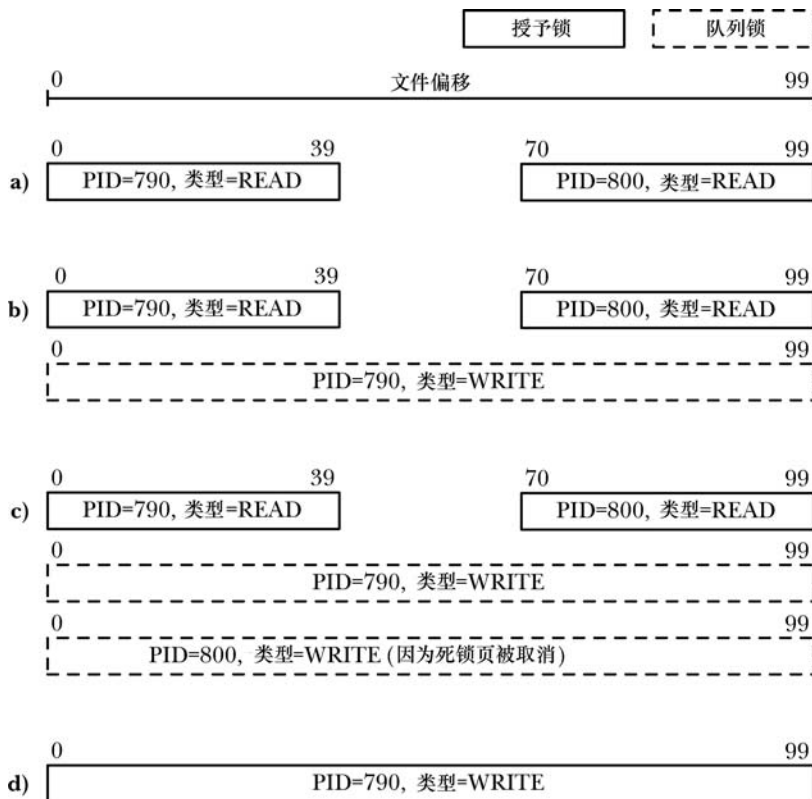 授予锁 队列锁
0 文件偏移 99
0 39 70 99
a) PID=790, 类型=READ PID=800, 类型=READ
0 39 70 99
b) PID=790, 类型=READ PID=800, 类型=READ
0 99
PID=790, 类型=WRITE
0 39 70 99
c) PID=790, 类型=READ PID=800, 类型=READ
0 99
PID=790, 类型=WRITE
0 99
PID=800, 类型=WRITE (因为死锁页被取消)
0 99
d) PID=790, 类型=WRITE